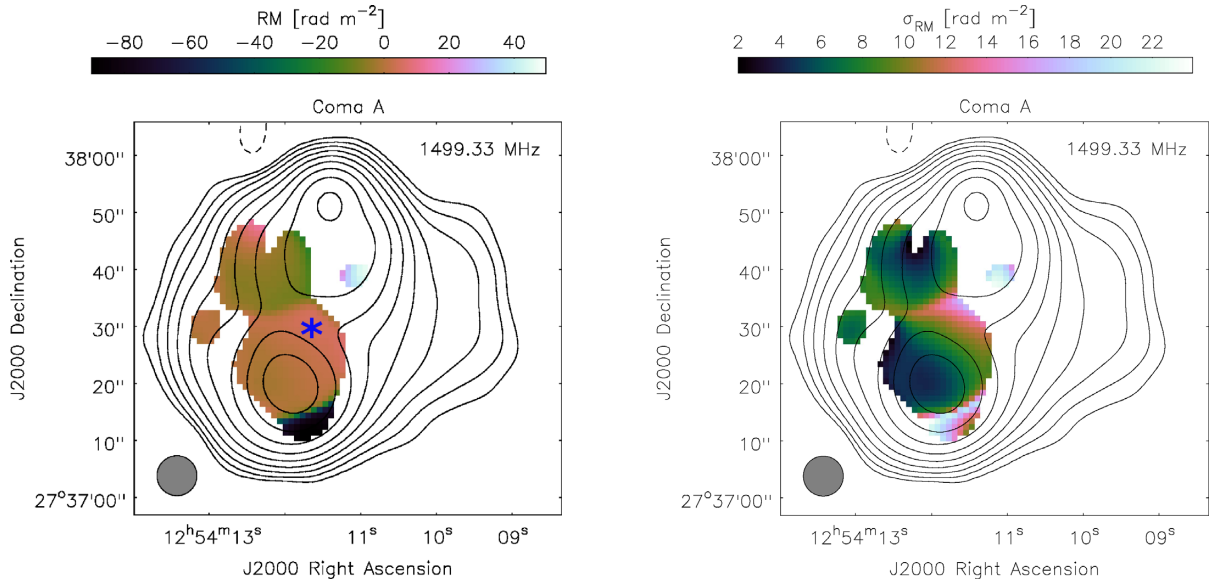 RM [rad m⁻²]
−80 −60 −40 −20 0 20 40
Coma A
1499.33 MHz
38'00"
50"
40"
30"
20"
10"
27°37'00"
J2000 Declination
12ʰ54ᵐ13ˢ 11ˢ 10ˢ 09ˢ
J2000 Right Ascension
σRM [rad m⁻²]
2 4 6 8 10 12 14 16 18 20 22
Coma A
1499.33 MHz
38'00"
50"
40"
30"
20"
10"
27°37'00"
J2000 Declination
12ʰ54ᵐ13ˢ 11ˢ 10ˢ 09ˢ
J2000 Right Ascension